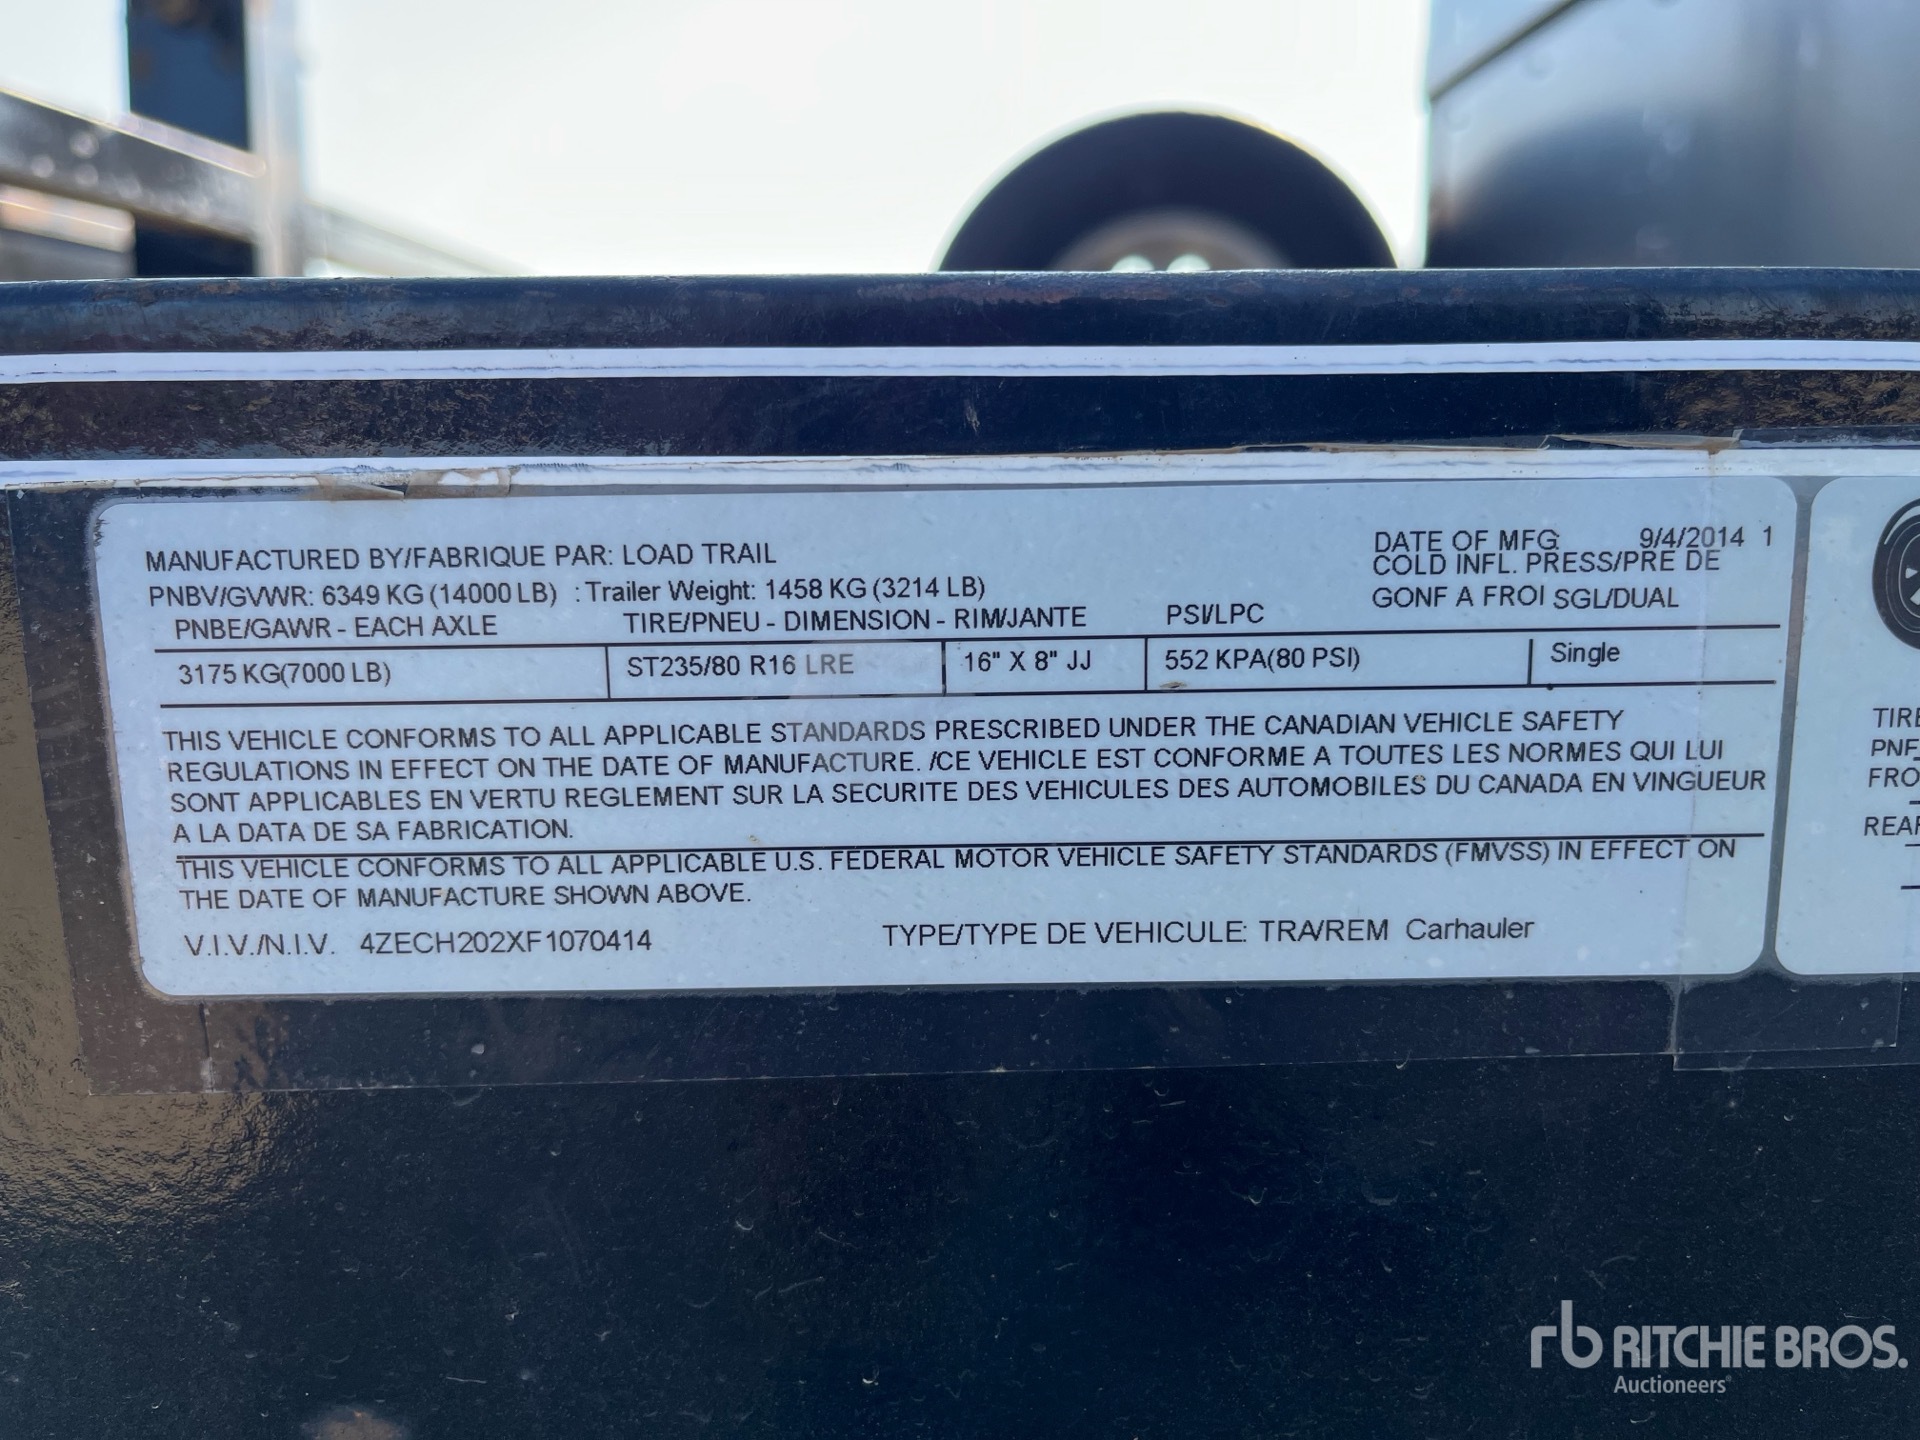 MANUFACTURED BY/FABRIQUE PAR: LOAD TRAIL
DATE OF MFG 9/4/2014 1
COLD INFL. PRESS/PRE DE
PNBV/GVWR: 6349 KG (14000 LB) : Trailer Weight: 1458 KG (3214 LB)
GONF A FROI SGL/DUAL
PNBE/GAWR - EACH AXLE TIRE/PNEU - DIMENSION - RIM/JANTE PSI/LPC
3175 KG(7000 LB) ST235/80 R16 LRE 16" X 8" JJ 552 KPA(80 PSI) Single
THIS VEHICLE CONFORMS TO ALL APPLICABLE STANDARDS PRESCRIBED UNDER THE CANADIAN VEHICLE SAFETY
REGULATIONS IN EFFECT ON THE DATE OF MANUFACTURE. /CE VEHICLE EST CONFORME A TOUTES LES NORMES QUI LUI
SONT APPLICABLES EN VERTU REGLEMENT SUR LA SECURITE DES VEHICULES DES AUTOMOBILES DU CANADA EN VINGUEUR
A LA DATA DE SA FABRICATION.
THIS VEHICLE CONFORMS TO ALL APPLICABLE U.S. FEDERAL MOTOR VEHICLE SAFETY STANDARDS (FMVSS) IN EFFECT ON
THE DATE OF MANUFACTURE SHOWN ABOVE.
V.I.V./N.I.V. 4ZECH202XF1070414 TYPE/TYPE DE VEHICULE: TRA/REM Carhauler
TIRE
FRO
rb RITCHIE BROS.
Auctioneers